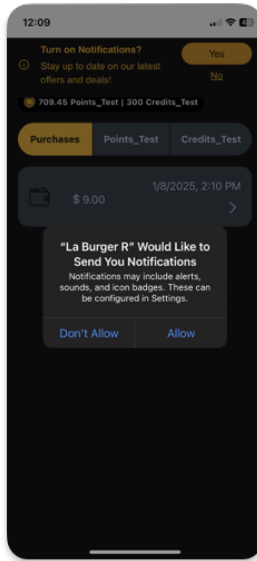 12:09
Turn on Notifications?
Yes
Stay up to date on our latest
offers and deals!
No
709.45 Points_Test | 300 Credits_Test
Purchases
Points_Test
Credits_Test
1/8/2025, 2:10 PM
$ 9.00
“La Burger R” Would Like to
Send You Notifications
Notifications may include alerts,
sounds, and icon badges. These can
be configured in Settings.
Don't Allow
Allow